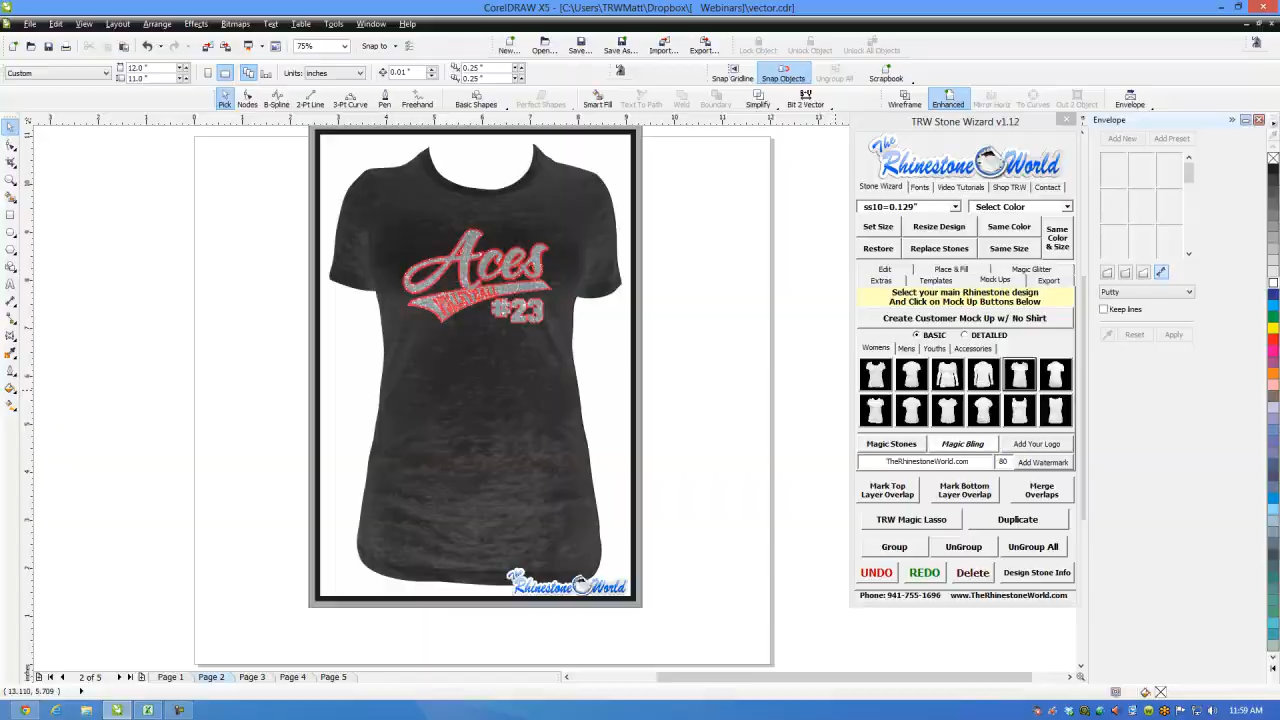 CorelDRAW X5 - [C:\Users\TRWMatt\Dropbox\[ Webinars]\vector.cdr]
File Edit View Layout Arrange Effects Bitmaps Text Table Tools Window Help
75% Snap to New... Open... Save... Save As... Import... Export... Lock Object Unlock Object Unlock All Objects
Custom 12.0 " 11.0 " Units: inches 0.01 " 0.25 " 0.25 " Snap Gridline Snap Objects Ungroup All Scrapbook
Pick Nodes B-Spline 2-Pt Line 3-Pt Curve Pen Freehand Basic Shapes Perfect Shapes Smart Fill Text To Path Weld Boundary Simplify Bit 2 Vector Wireframe Enhanced Mirror Horiz To Curves Out 2 Object Envelope
TRW Stone Wizard v1.12
The Rhinestone World
Stone Wizard Fonts Video Tutorials Shop TRW Contact
ss10=0.129" Select Color
Set Size Resize Design Same Color Same Color & Size
Restore Replace Stones Same Size
Edit Place & Fill Magic Glitter
Extras Templates Mock Ups Export
Select your main Rhinestone design
And Click on Mock Up Buttons Below
Create Customer Mock Up w/ No Shirt
BASIC DETAILED
Womens Mens Youths Accessories
Magic Stones Magic Bling Add Your Logo
TheRhinestoneWorld.com 80 Add Watermark
Mark Top Layer Overlap Mark Bottom Layer Overlap Merge Overlaps
TRW Magic Lasso Duplicate
Group UnGroup UnGroup All
UNDO REDO Delete Design Stone Info
Phone: 941-755-1696 www.TheRhinestoneWorld.com
Envelope
Add New Add Preset
Putty
Keep lines
Reset Apply
Aces
#23
The Rhinestone World
2 of 5 Page 1 Page 2 Page 3 Page 4 Page 5
(13.110, 5.709)
11:59 AM